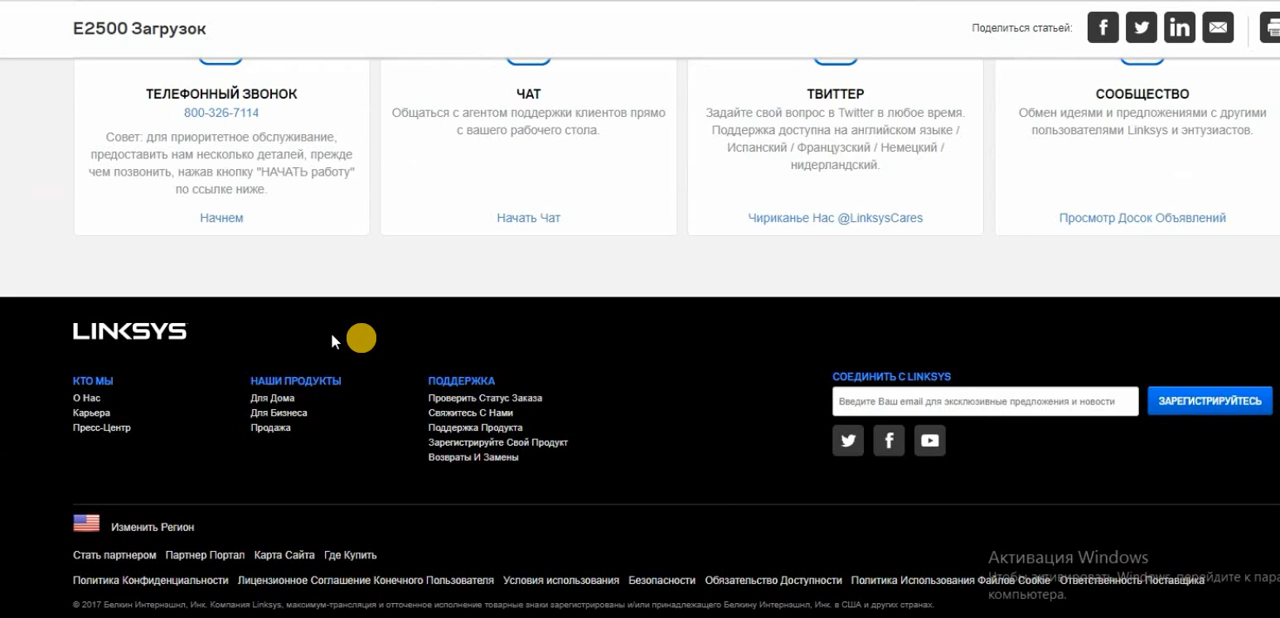 E2500 Загрузок
Поделиться статьей:
ТЕЛЕФОННЫЙ ЗВОНОК
800-326-7114
Совет: для приоритетное обслуживание,
предоставить нам несколько деталей, прежде
чем позвонить, нажав кнопку "НАЧАТЬ работу"
по ссылке ниже.
Начнем
ЧАТ
Общаться с агентом поддержки клиентов прямо
с вашего рабочего стола.
Начать Чат
ТВИТТЕР
Задайте свой вопрос в Twitter в любое время.
Поддержка доступна на английском языке /
Испанский / Французский / Немецкий /
нидерландский.
Чириканье Нас @LinksysCares
СООБЩЕСТВО
Обмен идеями и предложениями с другими
пользователями Linksys и энтузиастов.
Просмотр Досок Объявлений
LINKSYS
КТО МЫ
О Нас
Карьера
Пресс-Центр
НАШИ ПРОДУКТЫ
Для Дома
Для Бизнеса
Продажа
ПОДДЕРЖКА
Проверить Статус Заказа
Свяжитесь С Нами
Поддержка Продукта
Зарегистрируйте Свой Продукт
Возвраты И Замены
СОЕДИНИТЬ С LINKSYS
Введите Ваш email для эксклюзивные предложения и новости
ЗАРЕГИСТРИРУЙТЕСЬ
Изменить Регион
Стать партнером Партнер Портал Карта Сайта Где Купить
Политика Конфиденциальности Лицензионное Соглашение Конечного Пользователя Условия использования Безопасности Обязательство Доступности Политика Использования Файлов Cookie Ответственность Поставщика
© 2017 Белкин Интернэшнл, Инк. Компания Linksys, максимум-трансляция и отточенное исполнение товарные знаки зарегистрированы и/или принадлежащего Белкину Интернэшнл, Инк. в США и других странах.
Активация Windows
Чтобы активировать Windows, перейдите к пара
компьютера.